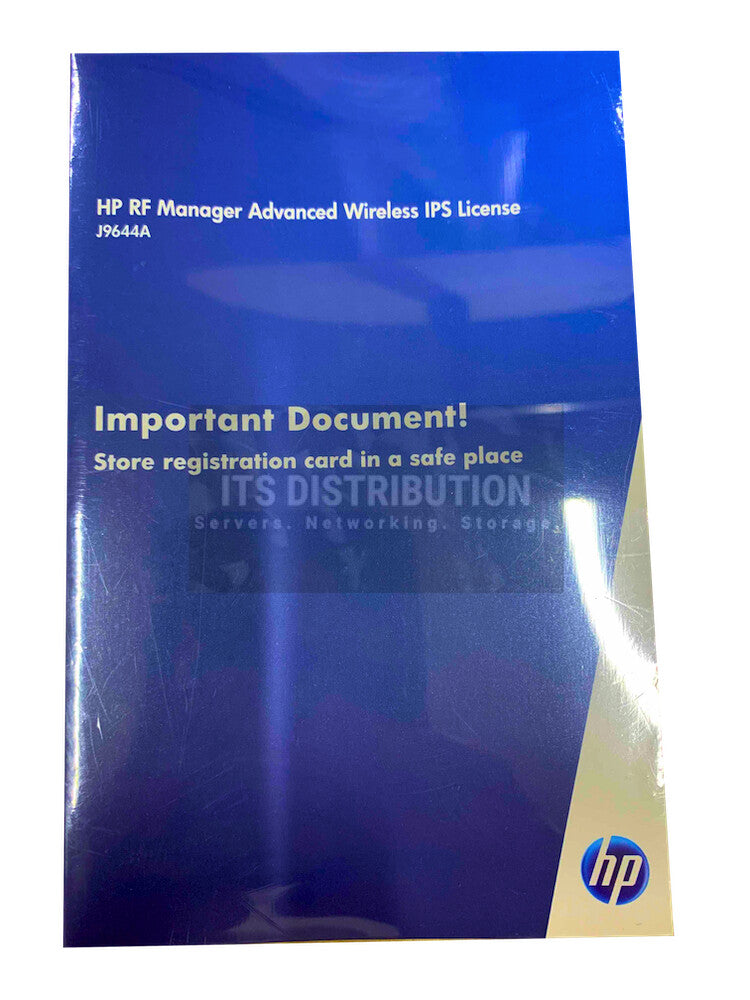 HP RF Manager Advanced Wireless IPS License
J9644A
Important Document!
Store registration card in a safe place
ITS DISTRIBUTION
Servers. Networking. Storage.
hp